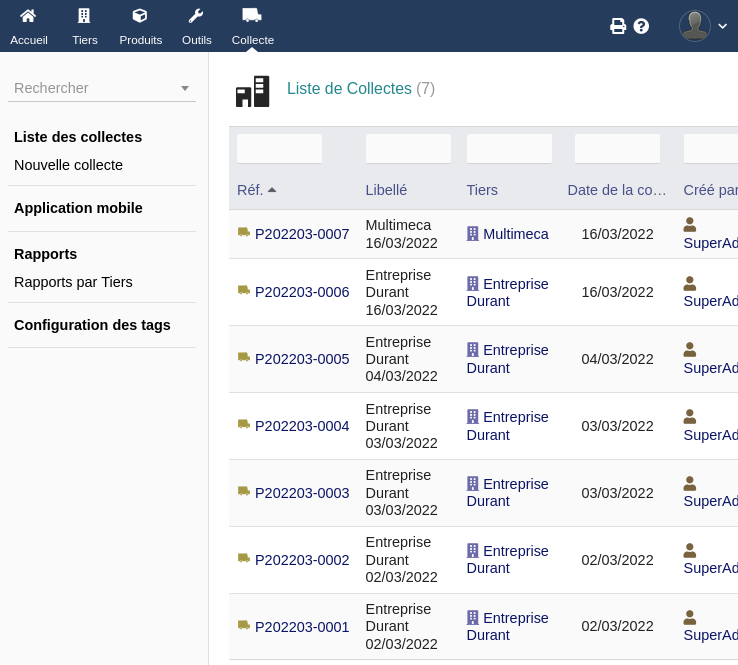 Accueil
Tiers
Produits
Outils
Collecte
Rechercher
Liste des collectes
Nouvelle collecte
Application mobile
Rapports
Rapports par Tiers
Configuration des tags
Liste de Collectes (7)
Réf. Libellé Tiers Date de la co… Créé par
P202203-0007 Multimeca 16/03/2022 Multimeca 16/03/2022 SuperAd
P202203-0006 Entreprise Durant 16/03/2022 Entreprise Durant 16/03/2022 SuperAd
P202203-0005 Entreprise Durant 04/03/2022 Entreprise Durant 04/03/2022 SuperAd
P202203-0004 Entreprise Durant 03/03/2022 Entreprise Durant 03/03/2022 SuperAd
P202203-0003 Entreprise Durant 03/03/2022 Entreprise Durant 03/03/2022 SuperAd
P202203-0002 Entreprise Durant 02/03/2022 Entreprise Durant 02/03/2022 SuperAd
P202203-0001 Entreprise Durant 02/03/2022 Entreprise Durant 02/03/2022 SuperAd